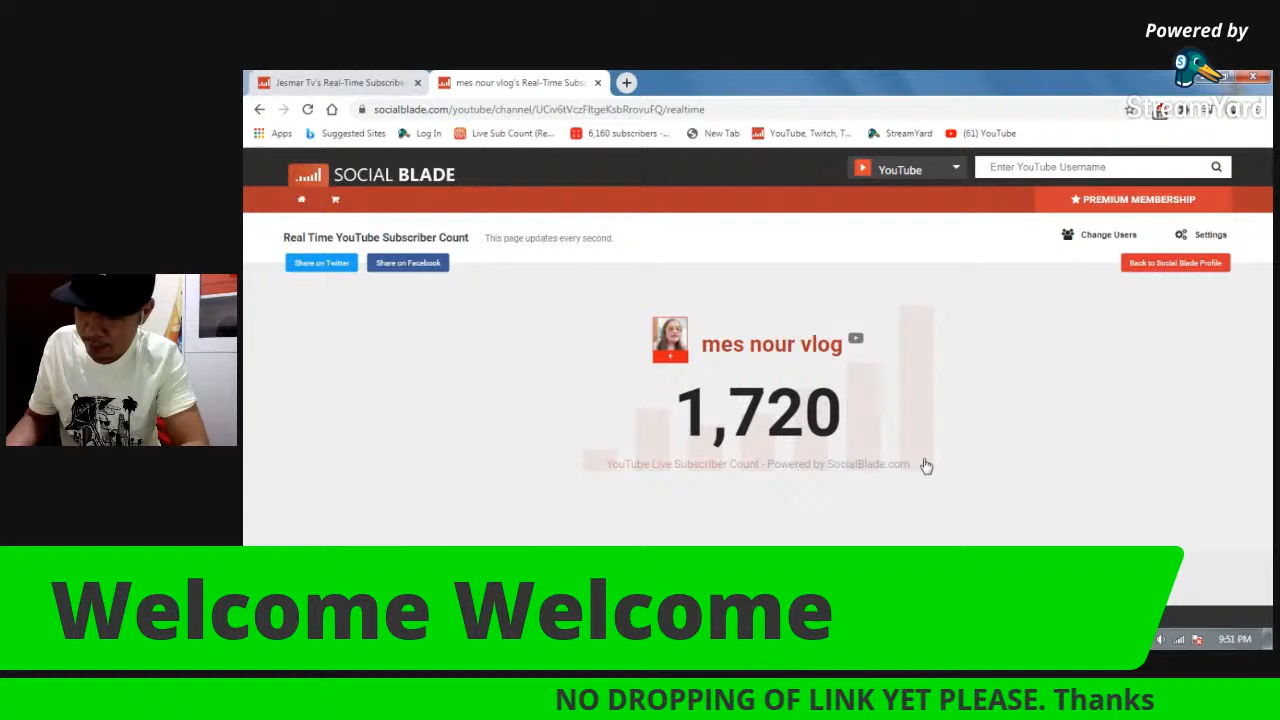 Powered by
StreamYard
Jesmar Tv's Real-Time Subscribe
mes nour vlog's Real-Time Subs
socialblade.com/youtube/channel/UCiv6tVczFltgeKsbRrovuFQ/realtime
Apps Suggested Sites Log In Live Sub Count (Re... 6,160 subscribers -... New Tab YouTube, Twitch, T... StreamYard (61) YouTube
SOCIAL BLADE
YouTube
Enter YouTube Username
PREMIUM MEMBERSHIP
Real Time YouTube Subscriber Count This page updates every second.
Change Users Settings
Share on Twitter Share on Facebook
Back to Social Blade Profile
mes nour vlog
1,720
YouTube Live Subscriber Count - Powered by SocialBlade.com
Welcome Welcome
9:51 PM
NO DROPPING OF LINK YET PLEASE. Thanks